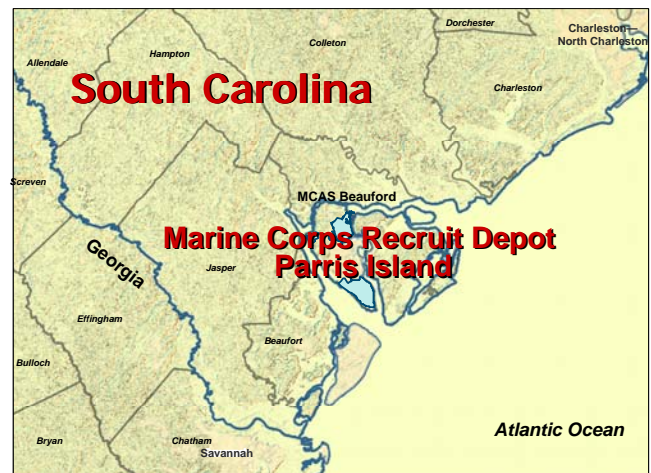 Dorchester
Charleston—
North Charleston
Colleton
Hampton
Allendale
South Carolina
Charleston
Screven
MCAS Beauford
Marine Corps Recruit Depot
Parris Island
Georgia
Jasper
Effingham
Beaufort
Bulloch
Atlantic Ocean
Bryan
Chatham
Savannah